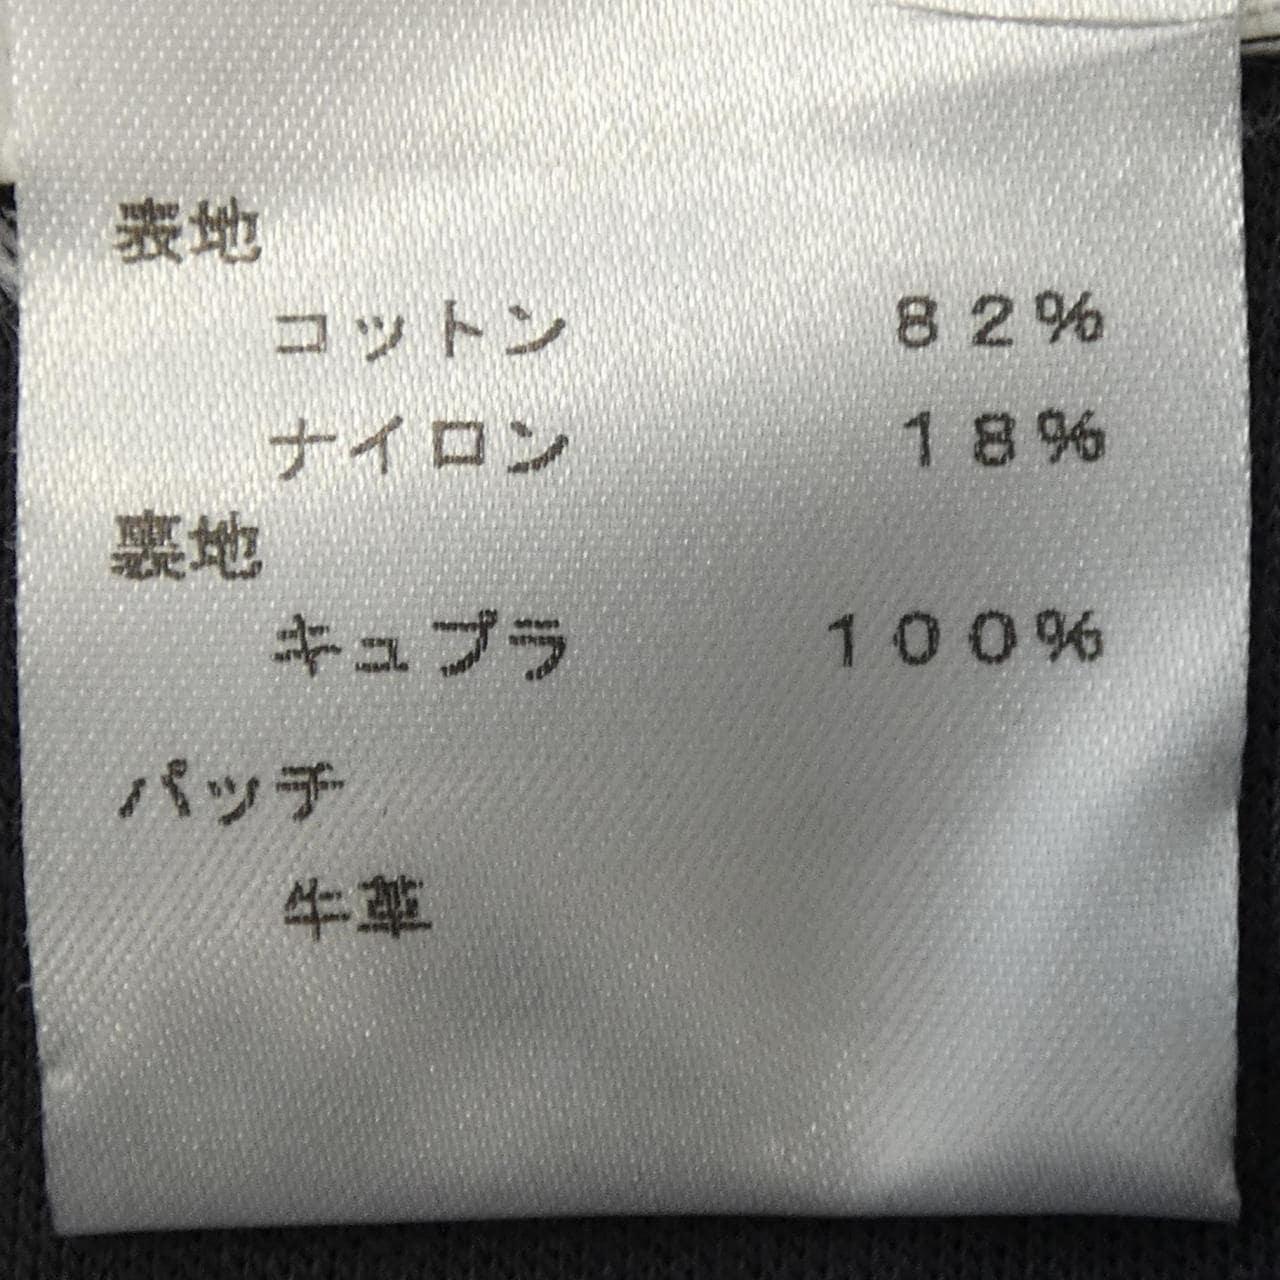 表地
コットン 82%
ナイロン 18%
裏地
キュプラ 100%
パッチ
牛革